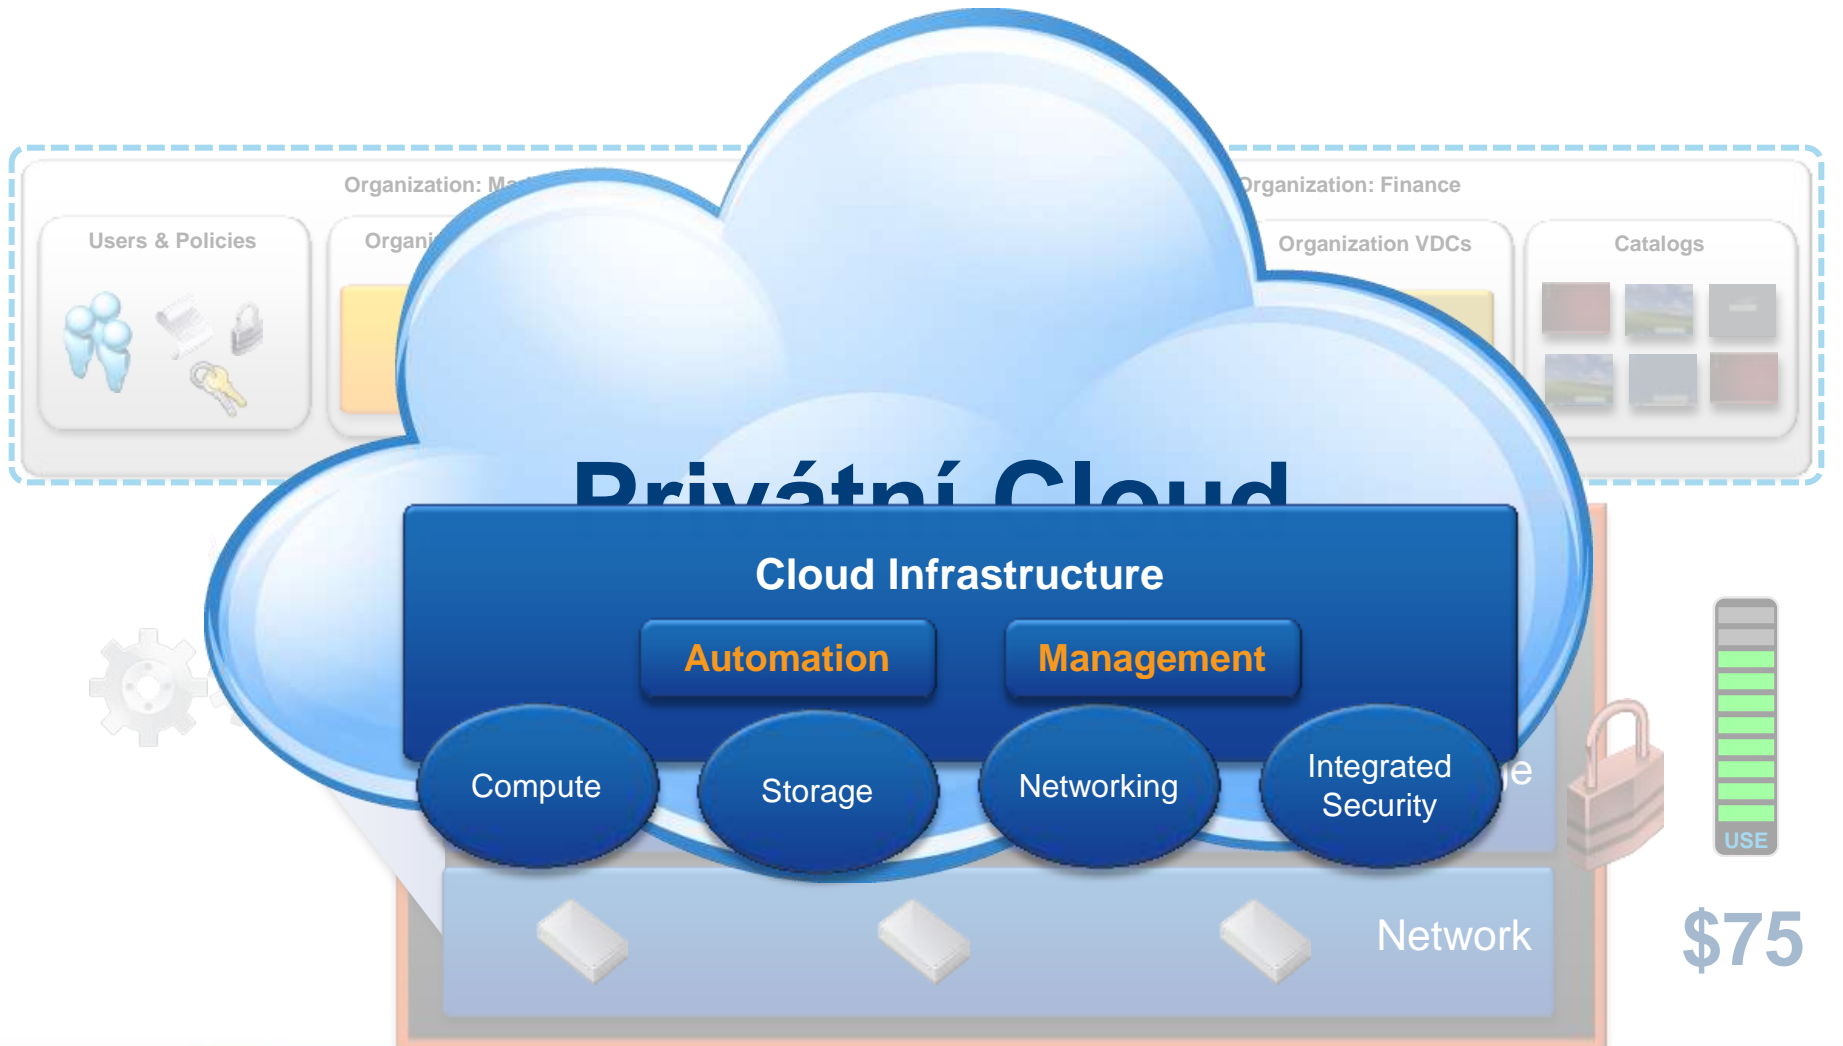 Organization:
Organization: Finance
Users & Policies
Organization VDCs
Catalogs
Privátní Cloud
Cloud Infrastructure
Automation
Management
Compute
Storage
Networking
Integrated
Security
USE
Network
$75